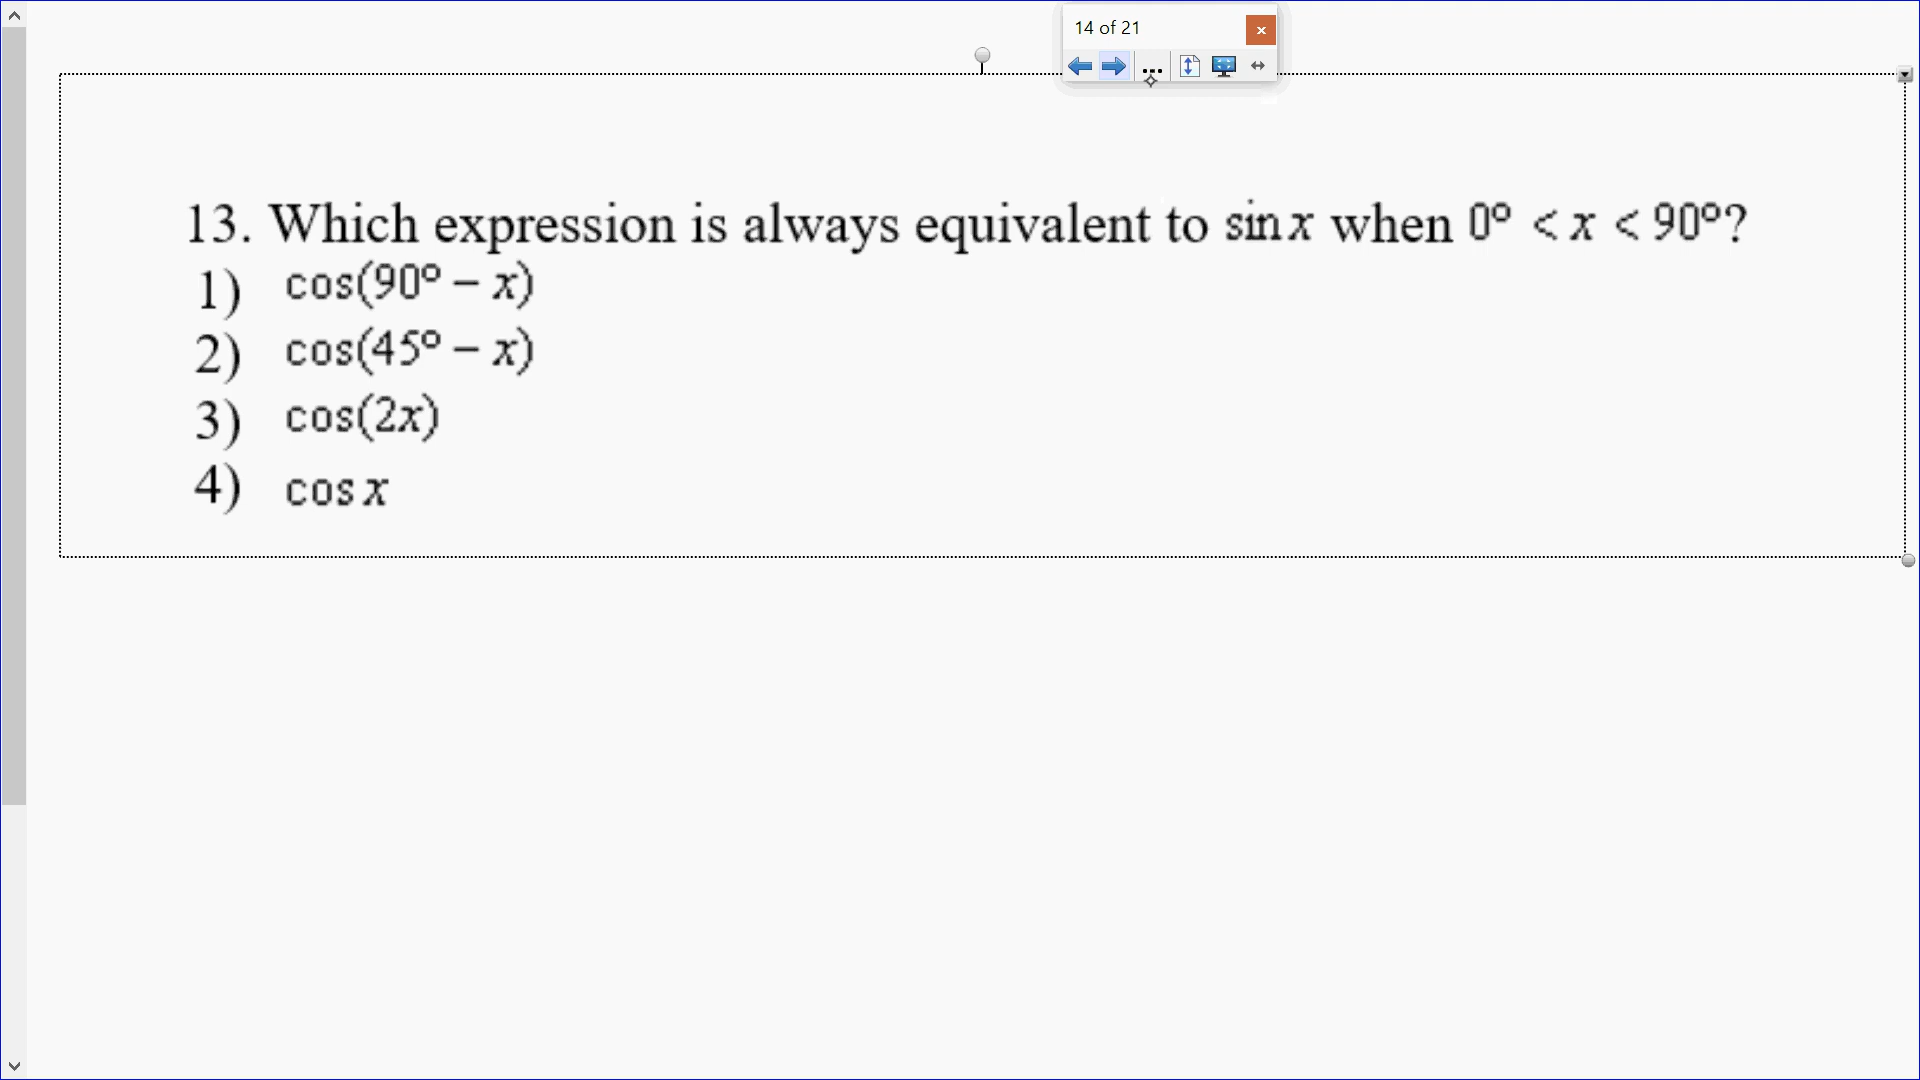 14 of 21
13. Which expression is always equivalent to sin x when 0° < x < 90°?
1) cos(90° − x)
2) cos(45° − x)
3) cos(2x)
4) cos x